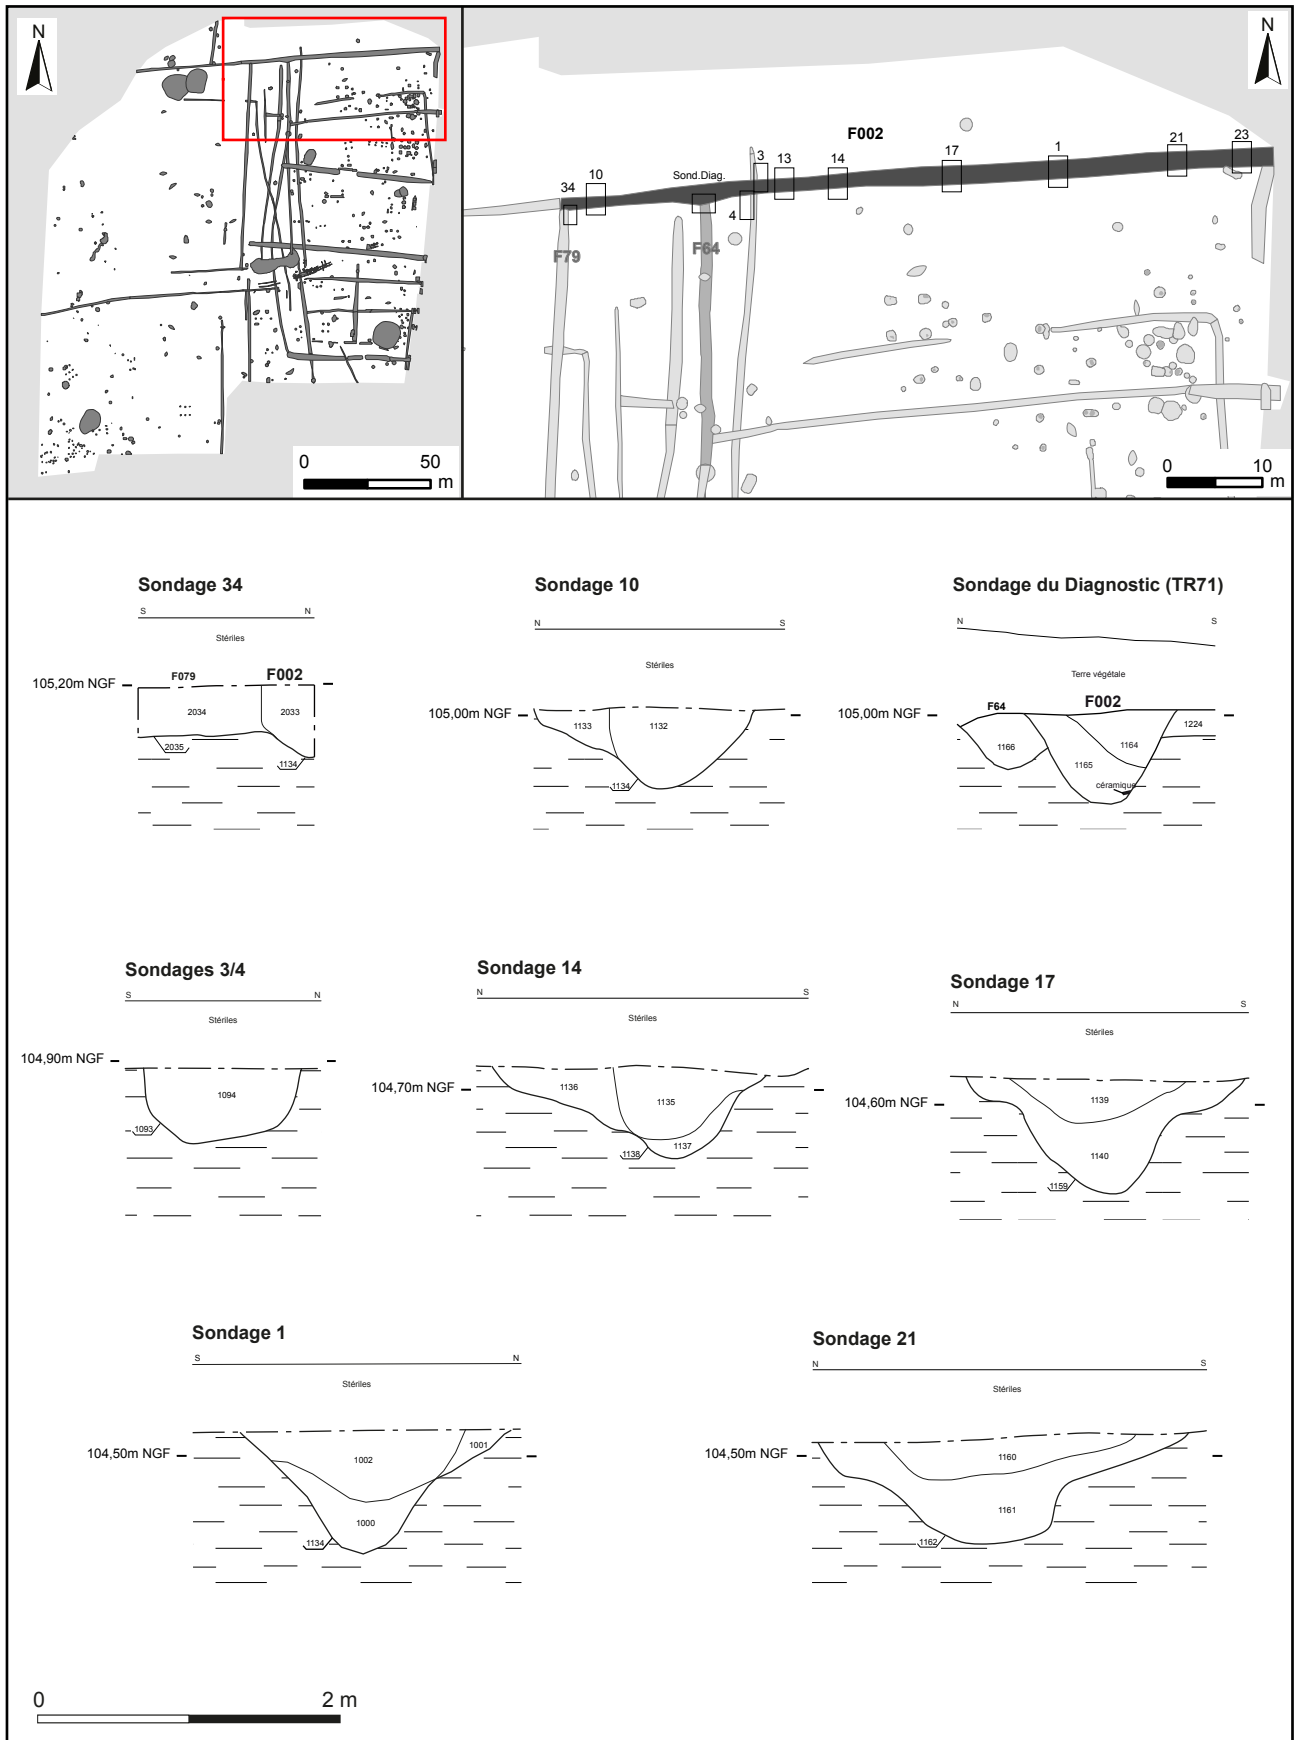 N
0 50
m
N
F002
34
10
Sond.Diag.
3
13
14
17
1
21
23
4
F79
F64
0 10
m
Sondage 34
S N
Stériles
105,20m NGF
F079
F002
2034
2033
2035
1134
Sondage 10
N S
Stériles
105,00m NGF
1133
1132
1134
Sondage du Diagnostic (TR71)
N S
Terre végétale
105,00m NGF
F64
F002
1166
1165
1164
1224
céramique
Sondages 3/4
S N
Stériles
104,90m NGF
1094
1093
Sondage 14
N S
Stériles
104,70m NGF
1136
1135
1137
1138
Sondage 17
N S
Stériles
104,60m NGF
1139
1140
1159
Sondage 1
S N
Stériles
104,50m NGF
1002
1001
1000
1134
Sondage 21
N S
Stériles
104,50m NGF
1160
1161
1162
0 2 m